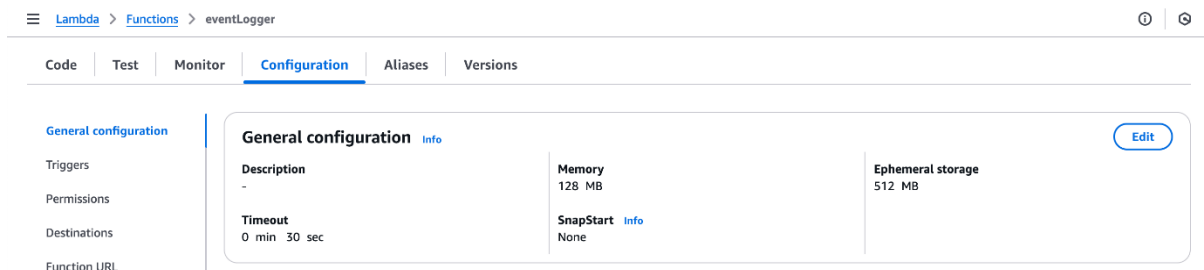 Lambda > Functions > eventLogger
Code Test Monitor Configuration Aliases Versions
General configuration
Triggers
Permissions
Destinations
Function URL
General configuration Info
Edit
Description
-
Timeout
0 min 30 sec
Memory
128 MB
SnapStart Info
None
Ephemeral storage
512 MB